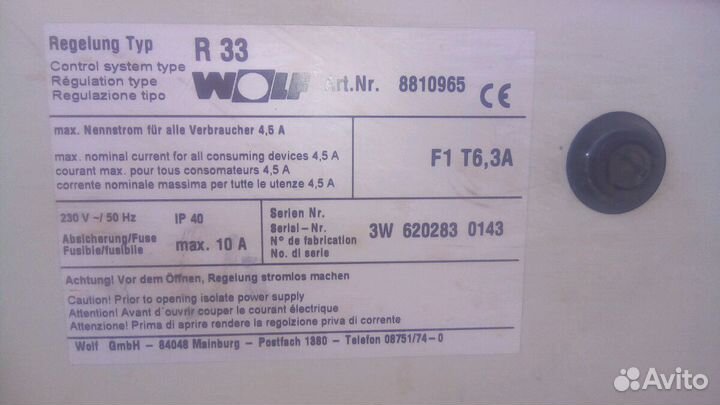 Regelung Typ R 33
Control system type
Régulation type
Regulazione tipo
WOLF Art.Nr. 8810965 CE
max. Nennstrom für alle Verbraucher 4,5 A
max. nominal current for all consuming devices 4,5 A
courant max. pour tous consomateurs 4,5 A
corrente nominale massima per tutte le utenze 4,5 A
F1 T6,3A
230 V ~/ 50 Hz IP 40
Absicherung/Fuse
Fusible/fusibile max. 10 A
Serien Nr.
Serial-Nr.
N° de fabrication
No. di serie
3W 620283 0143
Achtung! Vor dem Öffnen, Regelung stromlos machen
Caution! Prior to opening isolate power supply
Attention! Avant d'ouvrir couper le courant électrique
Attenzione! Prima di aprire rendere la regolzione priva di corrente
Wolf GmbH – 84048 Mainburg – Postfach 1380 – Telefon 08751/74-0
Avito